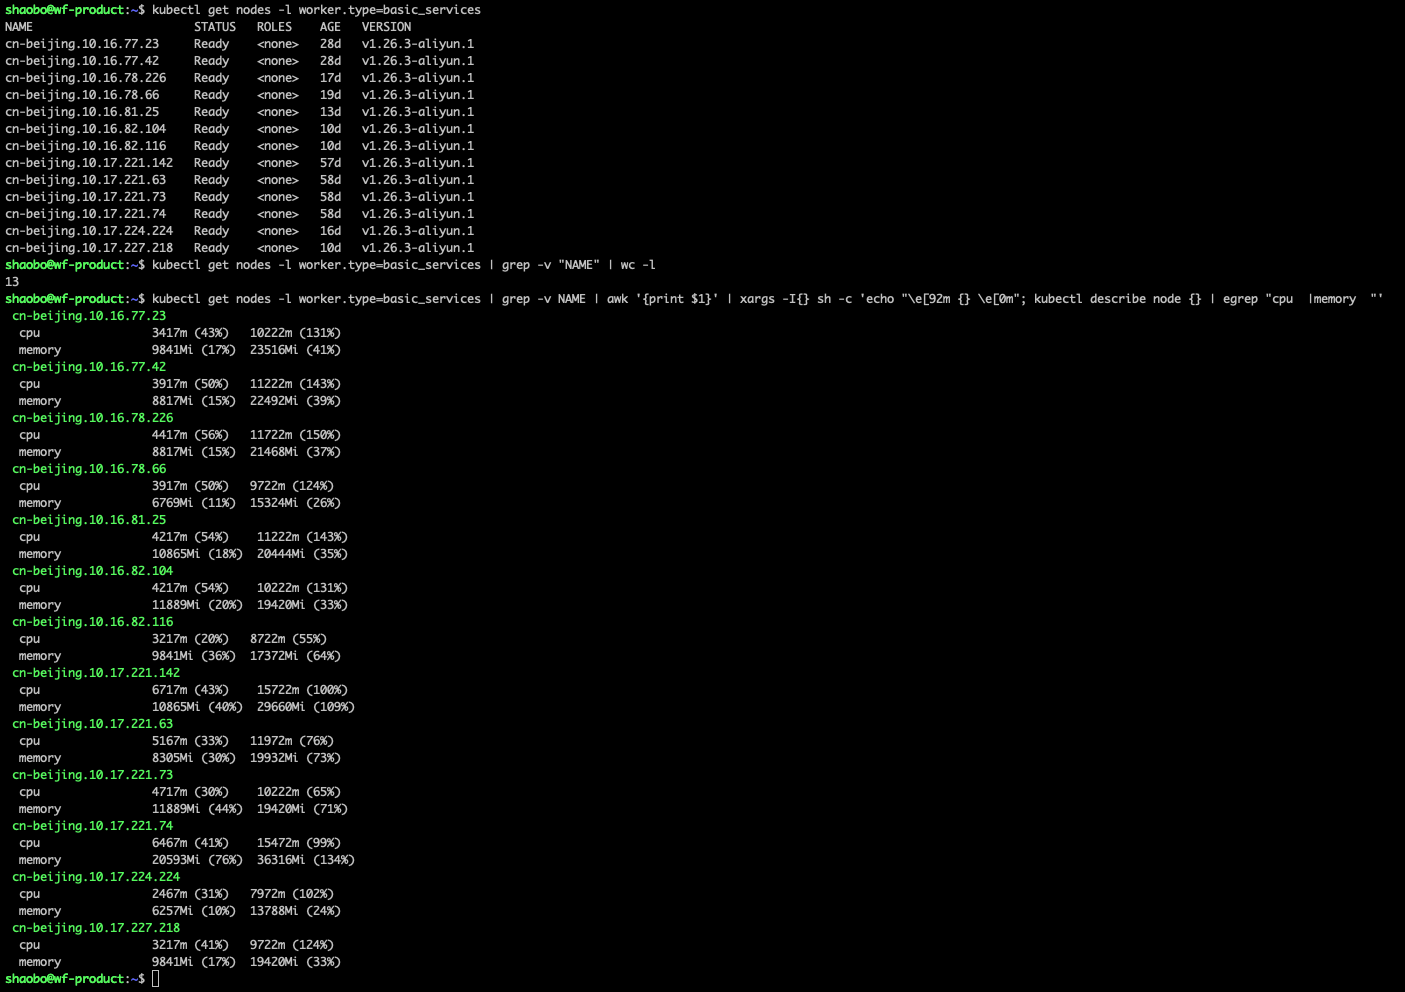 shaobo@wf-product:~$ kubectl get nodes -l worker.type=basic_services
NAME                       STATUS   ROLES    AGE   VERSION
cn-beijing.10.16.77.23     Ready    <none>   28d   v1.26.3-aliyun.1
cn-beijing.10.16.77.42     Ready    <none>   28d   v1.26.3-aliyun.1
cn-beijing.10.16.78.226    Ready    <none>   17d   v1.26.3-aliyun.1
cn-beijing.10.16.78.66     Ready    <none>   19d   v1.26.3-aliyun.1
cn-beijing.10.16.81.25     Ready    <none>   13d   v1.26.3-aliyun.1
cn-beijing.10.16.82.104    Ready    <none>   10d   v1.26.3-aliyun.1
cn-beijing.10.16.82.116    Ready    <none>   10d   v1.26.3-aliyun.1
cn-beijing.10.17.221.142   Ready    <none>   57d   v1.26.3-aliyun.1
cn-beijing.10.17.221.63    Ready    <none>   58d   v1.26.3-aliyun.1
cn-beijing.10.17.221.73    Ready    <none>   58d   v1.26.3-aliyun.1
cn-beijing.10.17.221.74    Ready    <none>   58d   v1.26.3-aliyun.1
cn-beijing.10.17.224.224   Ready    <none>   16d   v1.26.3-aliyun.1
cn-beijing.10.17.227.218   Ready    <none>   10d   v1.26.3-aliyun.1
shaobo@wf-product:~$ kubectl get nodes -l worker.type=basic_services | grep -v "NAME" | wc -l
13
shaobo@wf-product:~$ kubectl get nodes -l worker.type=basic_services | grep -v NAME | awk '{print $1}' | xargs -I{} sh -c 'echo "\e[92m {} \e[0m"; kubectl describe node {} | egrep "cpu  |memory  "'
 cn-beijing.10.16.77.23
  cpu                3417m (43%)   10222m (131%)
  memory             9841Mi (17%)  23516Mi (41%)
 cn-beijing.10.16.77.42
  cpu                3917m (50%)   11222m (143%)
  memory             8817Mi (15%)  22492Mi (39%)
 cn-beijing.10.16.78.226
  cpu                4417m (56%)   11722m (150%)
  memory             8817Mi (15%)  21468Mi (37%)
 cn-beijing.10.16.78.66
  cpu                3917m (50%)   9722m (124%)
  memory             6769Mi (11%)  15324Mi (26%)
 cn-beijing.10.16.81.25
  cpu                4217m (54%)    11222m (143%)
  memory             10865Mi (18%)  20444Mi (35%)
 cn-beijing.10.16.82.104
  cpu                4217m (54%)    10222m (131%)
  memory             11889Mi (20%)  19420Mi (33%)
 cn-beijing.10.16.82.116
  cpu                3217m (20%)   8722m (55%)
  memory             9841Mi (36%)  17372Mi (64%)
 cn-beijing.10.17.221.142
  cpu                6717m (43%)    15722m (100%)
  memory             10865Mi (40%)  29660Mi (109%)
 cn-beijing.10.17.221.63
  cpu                5167m (33%)   11972m (76%)
  memory             8305Mi (30%)  19932Mi (73%)
 cn-beijing.10.17.221.73
  cpu                4717m (30%)    10222m (65%)
  memory             11889Mi (44%)  19420Mi (71%)
 cn-beijing.10.17.221.74
  cpu                6467m (41%)    15472m (99%)
  memory             20593Mi (76%)  36316Mi (134%)
 cn-beijing.10.17.224.224
  cpu                2467m (31%)   7972m (102%)
  memory             6257Mi (10%)  13788Mi (24%)
 cn-beijing.10.17.227.218
  cpu                3217m (41%)   9722m (124%)
  memory             9841Mi (17%)  19420Mi (33%)
shaobo@wf-product:~$